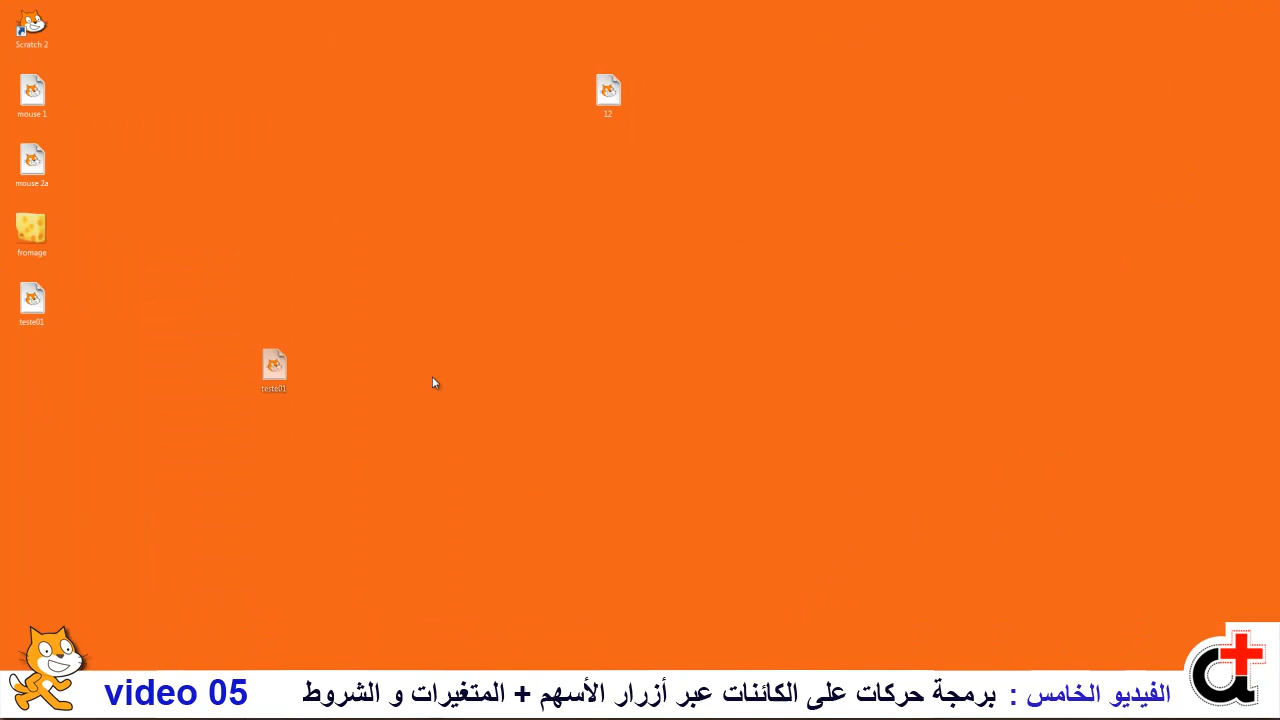 Scratch 2
mouse 1
12
mouse 2a
fromage
teste01
teste01
video 05
الفيديو الخامس : برمجة حركات على الكائنات عبر أزرار الأسهم + المتغيرات و الشروط
a+